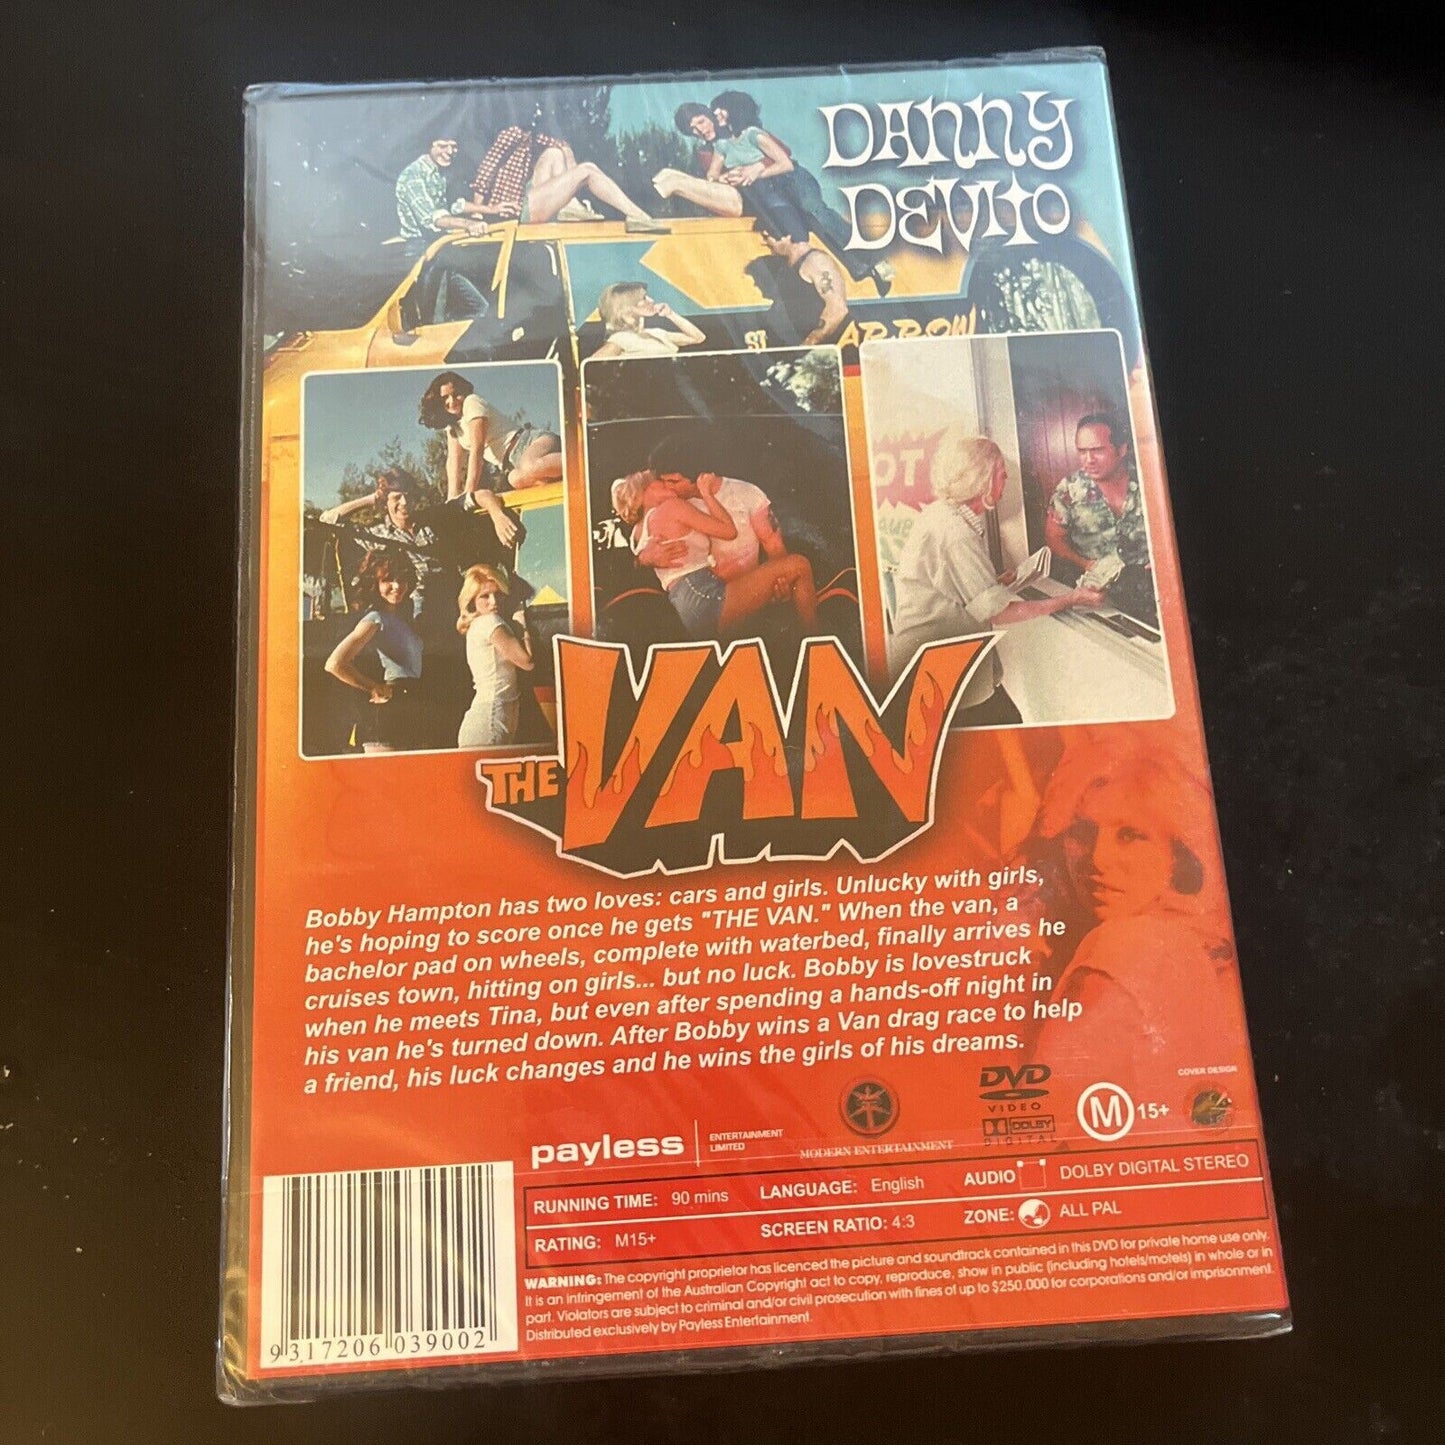 DANNY
DEVITO
ARROW
OT
THE VAN
Bobby Hampton has two loves: cars and girls. Unlucky with girls,
he's hoping to score once he gets "THE VAN." When the van, a
bachelor pad on wheels, complete with waterbed, finally arrives he
cruises town, hitting on girls... but no luck. Bobby is lovestruck
when he meets Tina, but even after spending a hands-off night in
his van he's turned down. After Bobby wins a Van drag race to help
a friend, his luck changes and he wins the girls of his dreams.
payless
ENTERTAINMENT
LIMITED
MODERN ENTERTAINMENT
DVD
VIDEO
DOLBY
DIGITAL
M 15+
COVER DESIGN
RUNNING TIME: 90 mins LANGUAGE: English AUDIO DOLBY DIGITAL STEREO
RATING: M15+ SCREEN RATIO: 4:3 ZONE: ALL PAL
WARNING: The copyright proprietor has licenced the picture and soundtrack contained in this DVD for private home use only.
It is an infringement of the Australian Copyright act to copy, reproduce, show in public (including hotels/motels) in whole or in
part. Violators are subject to criminal and/or civil prosecution with fines of up to $250,000 for corporations and/or imprisonment.
Distributed exclusively by Payless Entertainment.
9 317206 039002